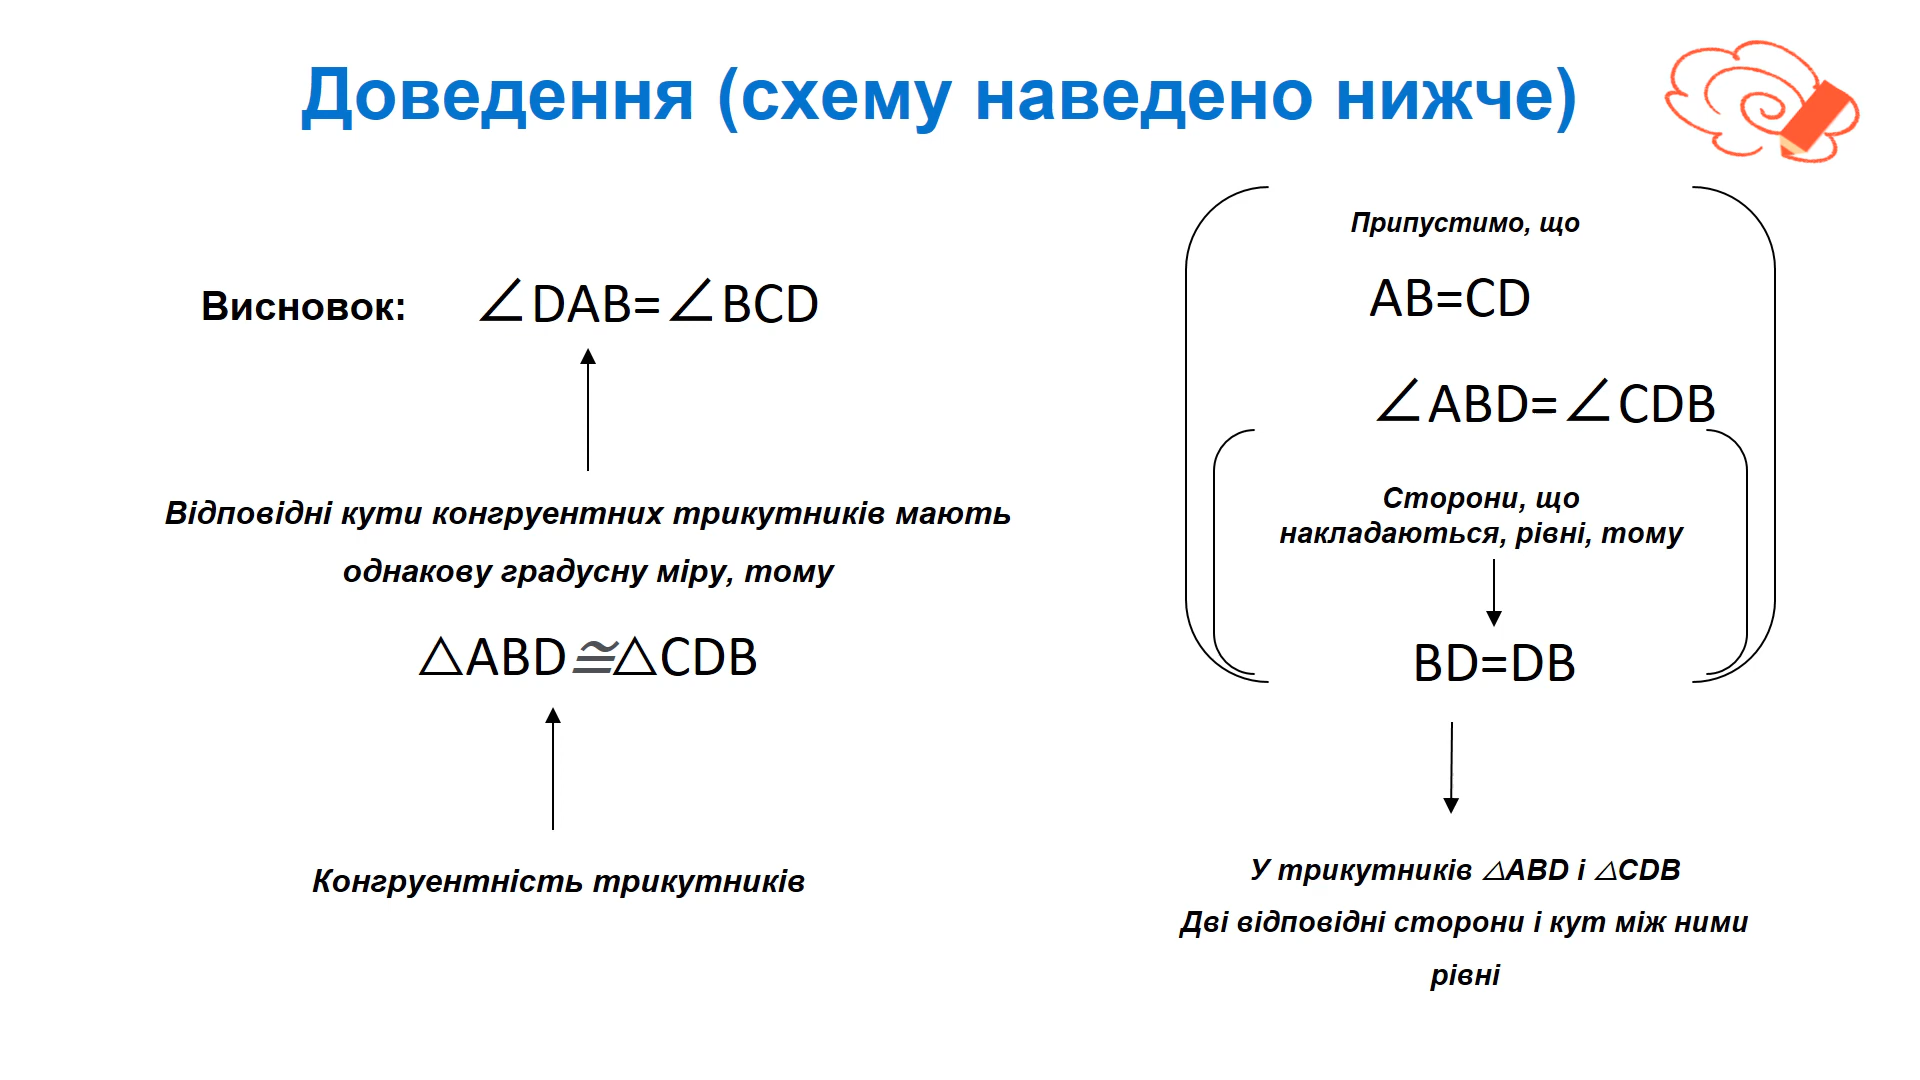 Доведення (схему наведено нижче)
Висновок: ∠DAB=∠BCD
Відповідні кути конгруентних трикутників мають
однакову градусну міру, тому
△ABD≅△CDB
Конгруентність трикутників
Припустимо, що
AB=CD
∠ABD=∠CDB
Сторони, що
накладаються, рівні, тому
BD=DB
У трикутників △ABD і △CDB
Дві відповідні сторони і кут між ними
рівні